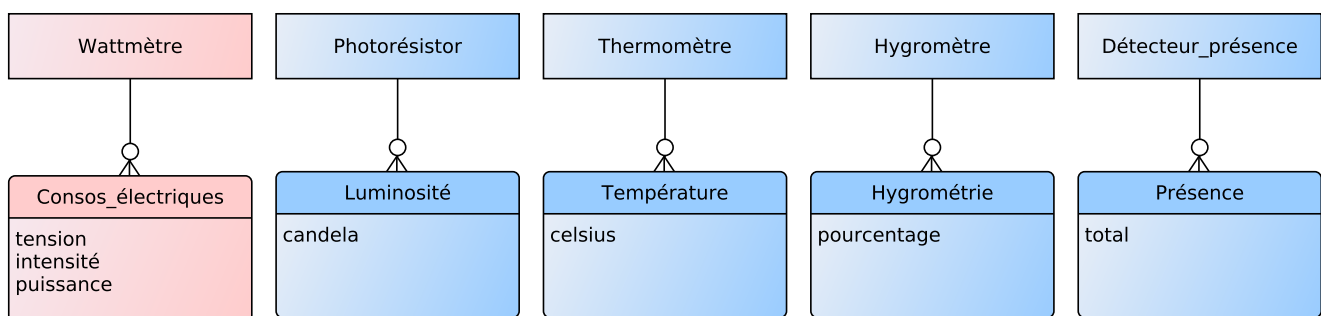 Wattmètre
Photorésistor
Thermomètre
Hygromètre
Détecteur_présence
Consos_électriques
tension
intensité
puissance
Luminosité
candela
Température
celsius
Hygrométrie
pourcentage
Présence
total